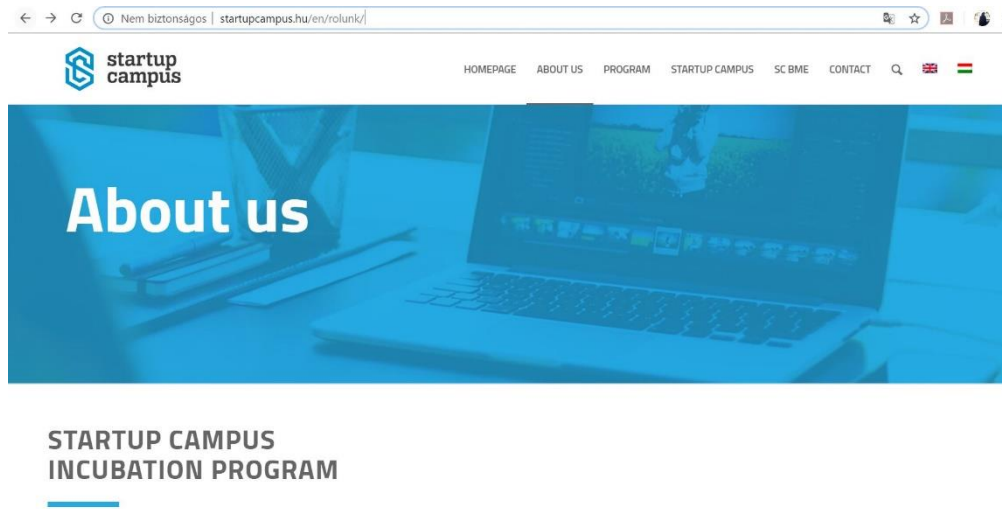 Nem biztonságos | startupcampus.hu/en/rolunk/
startup
campus
HOMEPAGE ABOUT US PROGRAM STARTUP CAMPUS SC BME CONTACT
About us
STARTUP CAMPUS
INCUBATION PROGRAM